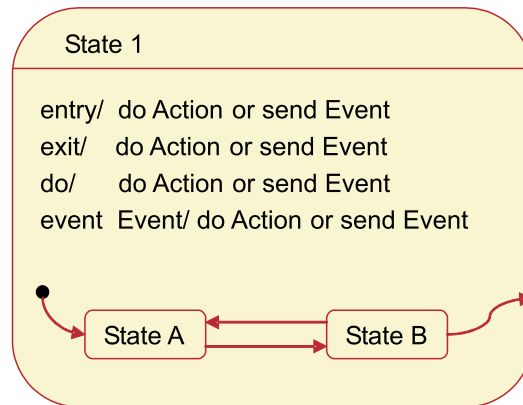 State 1
entry/ do Action or send Event
exit/ do Action or send Event
do/ do Action or send Event
event Event/ do Action or send Event
State A State B